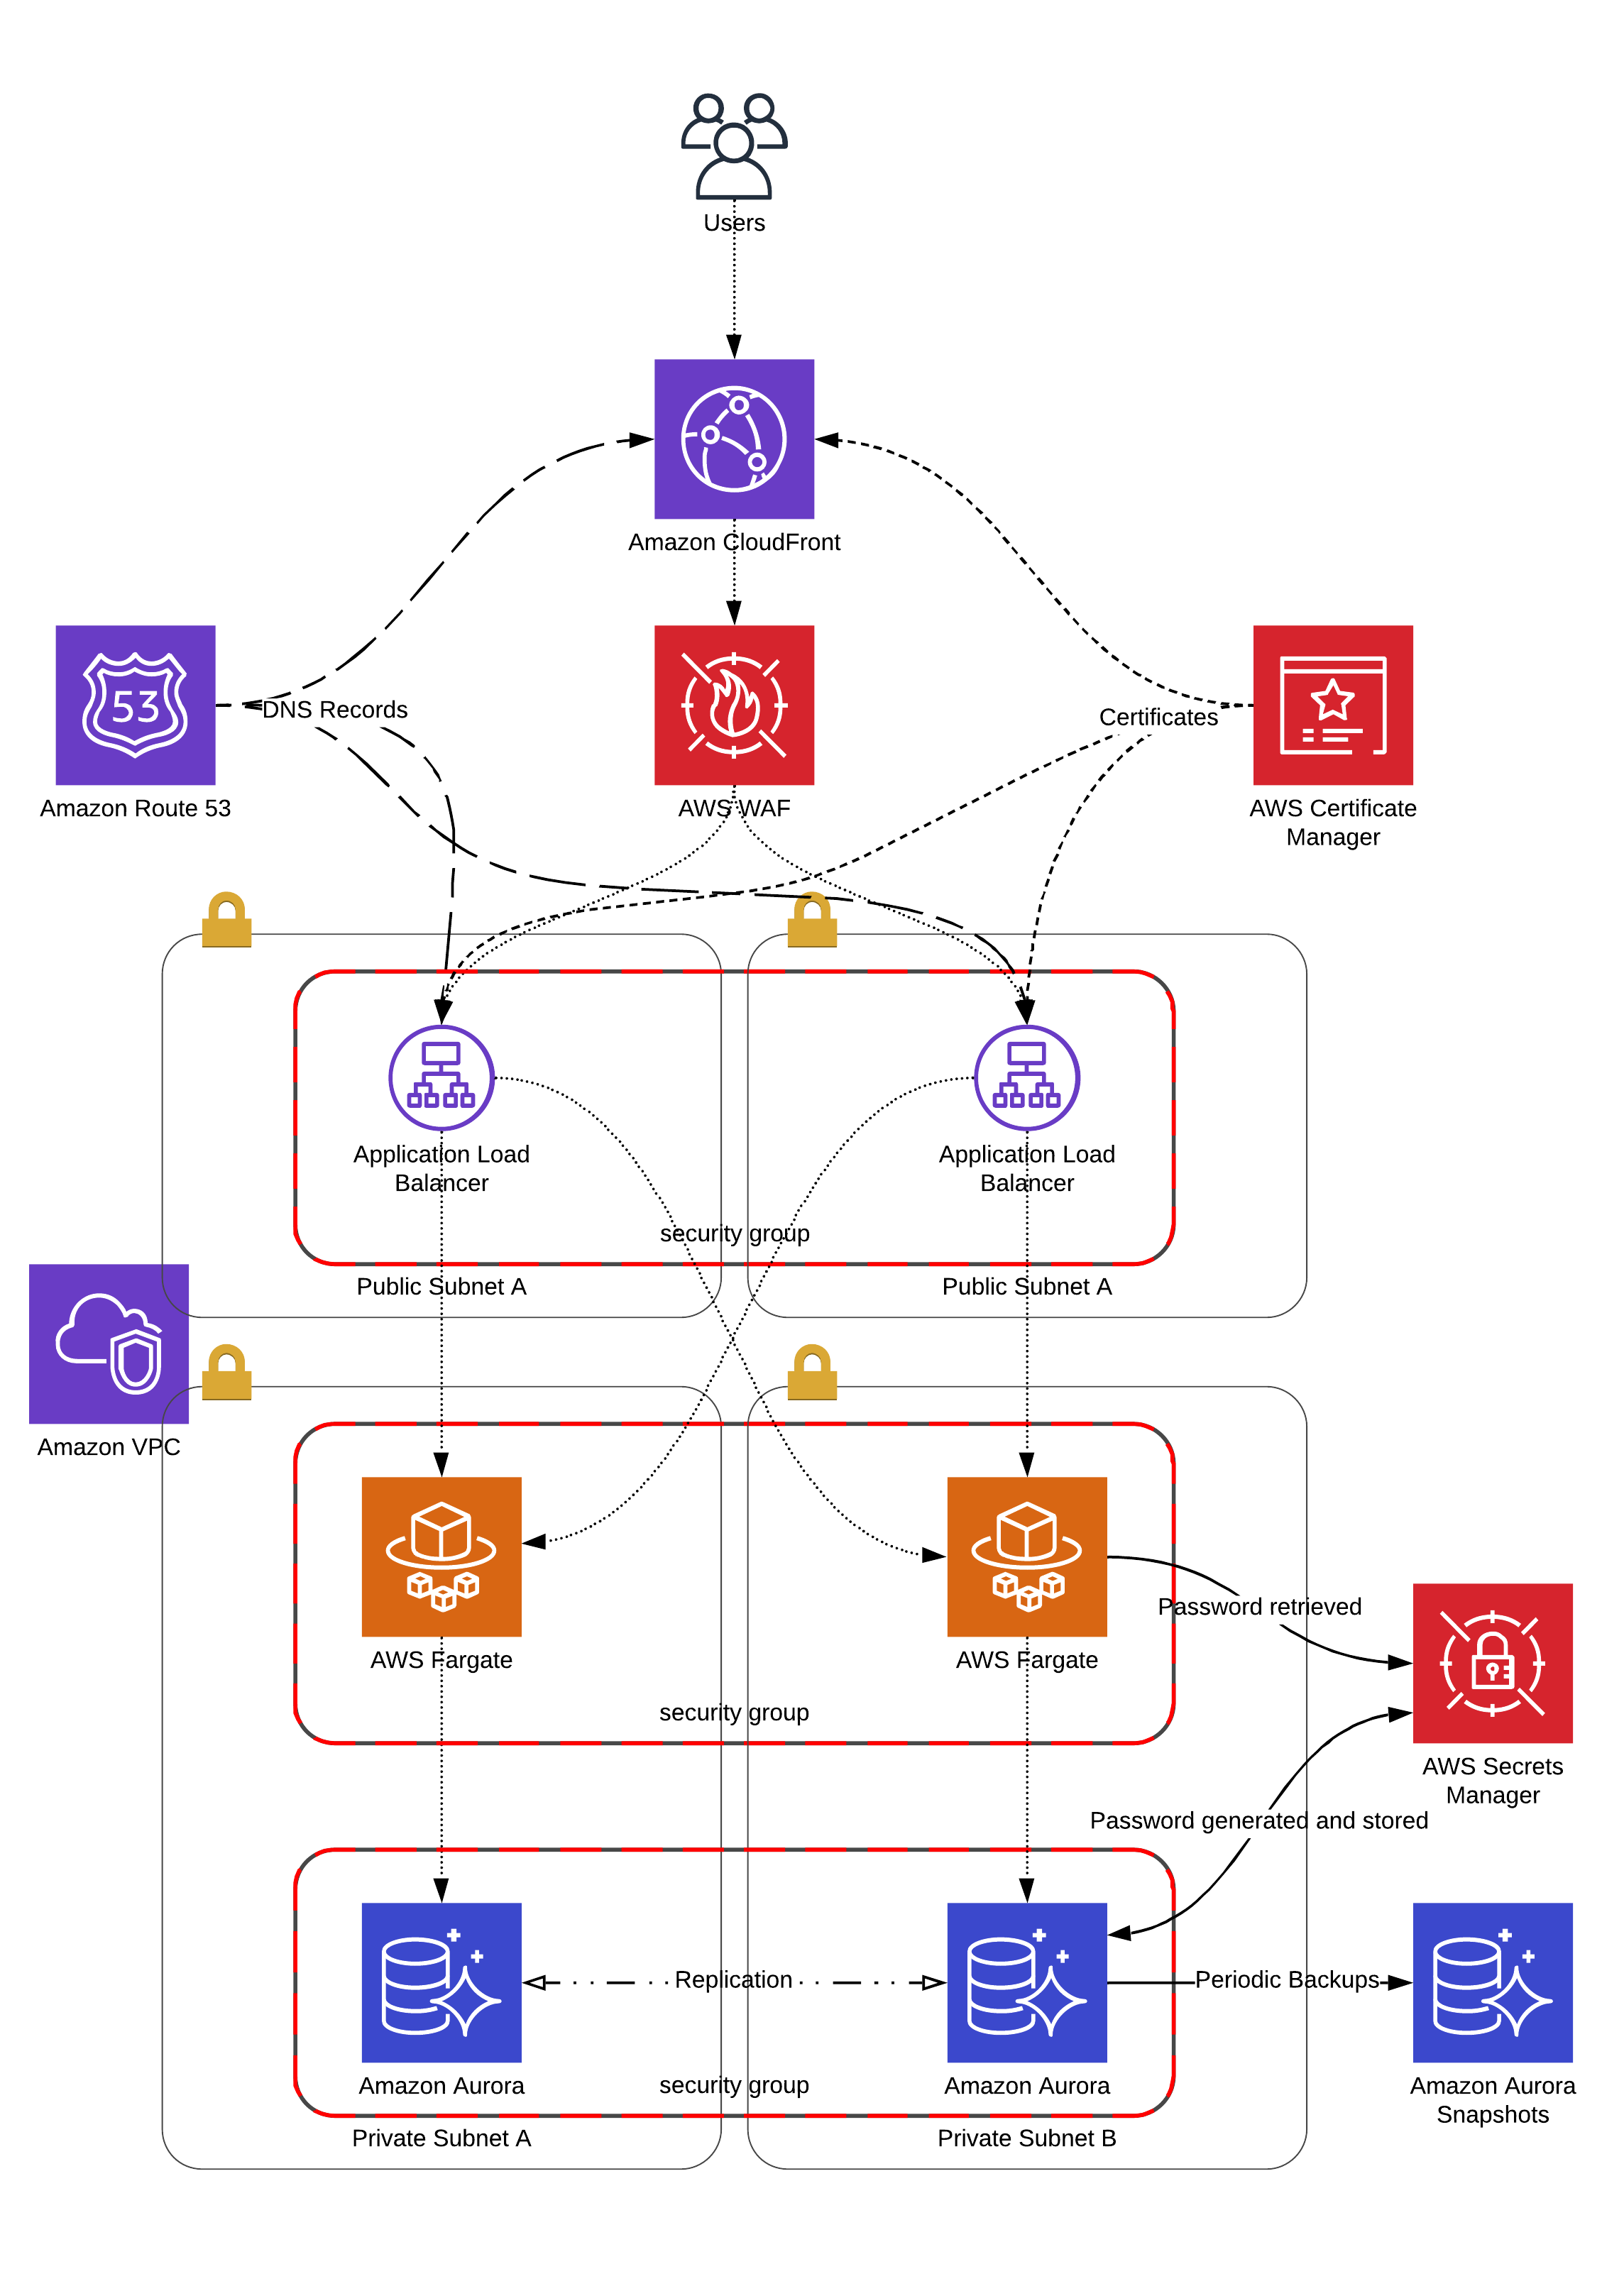 Users
Amazon CloudFront
53
DNS Records
Certificates
Amazon Route 53
AWS WAF
AWS Certificate
Manager
Application Load
Balancer
Application Load
Balancer
security group
Public Subnet A
Public Subnet A
Amazon VPC
Password retrieved
AWS Fargate
AWS Fargate
security group
AWS Secrets
Manager
Password generated and stored
Replication
Periodic Backups
Amazon Aurora
security group
Amazon Aurora
Amazon Aurora
Snapshots
Private Subnet A
Private Subnet B